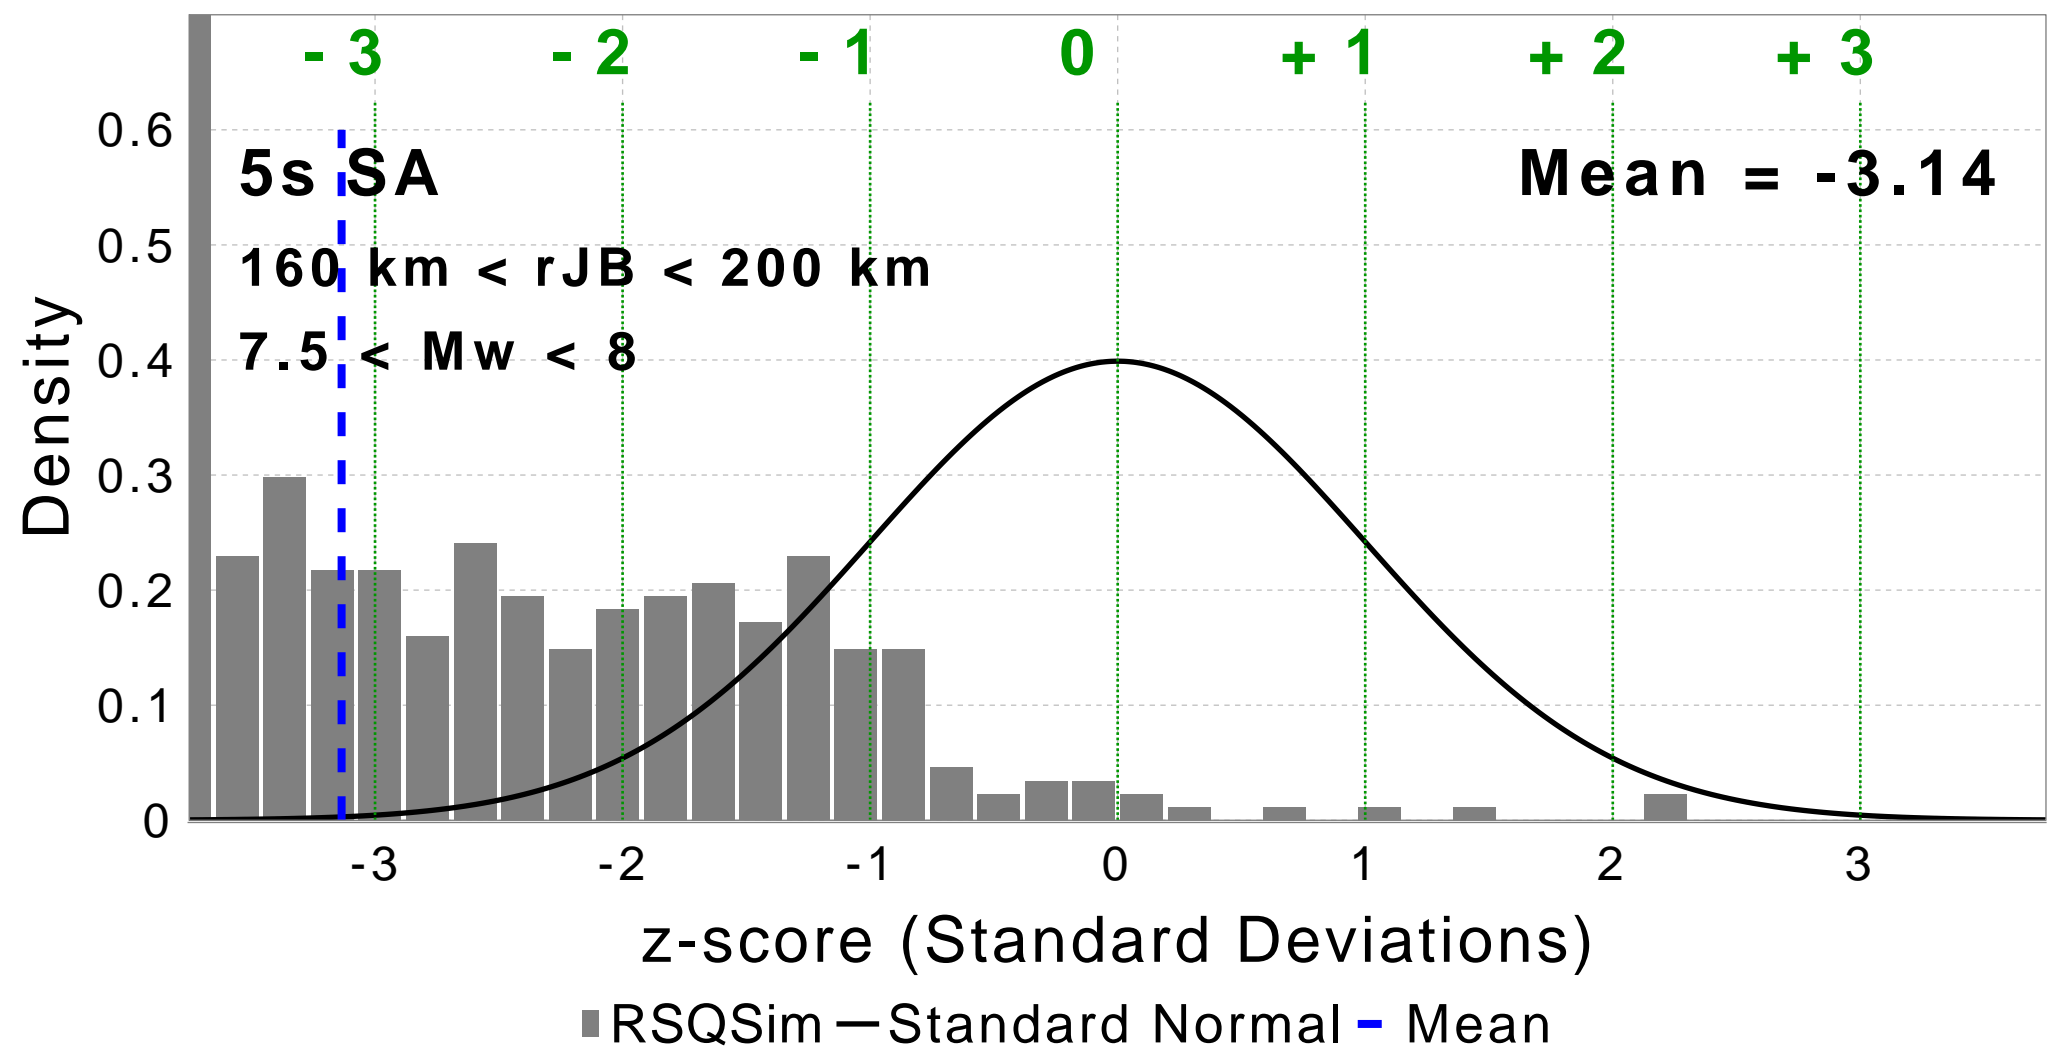 - 3 - 2 - 1 0 + 1 + 2 + 3
0.6
5s SA
Mean = -3.14
0.5
160 km < rJB < 200 km
7.5 < Mw < 8
0.4
Density
0.3
0.2
0.1
0
-3 -2 -1 0 1 2 3
z-score (Standard Deviations)
RSQSim Standard Normal Mean